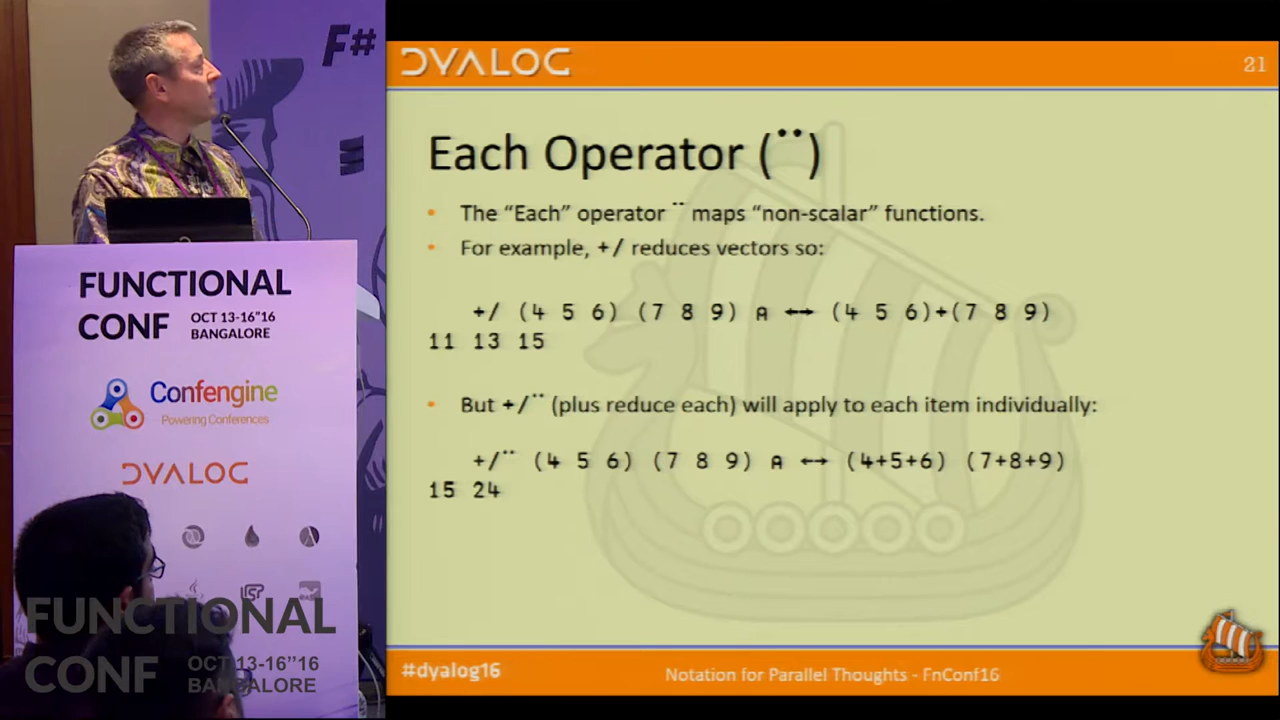 F#
FUNCTIONAL
CONF OCT 13-16"16
BANGALORE
Confengine
Powering Conferences
DYALOG
LISP
FUNCTIONAL
CONF OCT 13-16"16
BANGALORE
DYALOG
21
Each Operator (¨)
• The “Each” operator ¨ maps “non-scalar” functions.
• For example, +/ reduces vectors so:
+/ (4 5 6) (7 8 9) ⍝ ↔ (4 5 6)+(7 8 9)
11 13 15
• But +/¨ (plus reduce each) will apply to each item individually:
+/¨ (4 5 6) (7 8 9) ⍝ ↔ (4+5+6) (7+8+9)
15 24
#dyalog16
Notation for Parallel Thoughts - FnConf16